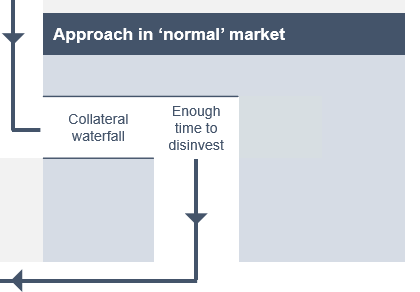 Approach in ‘normal’ market
Collateral
waterfall
Enough
time to
disinvest